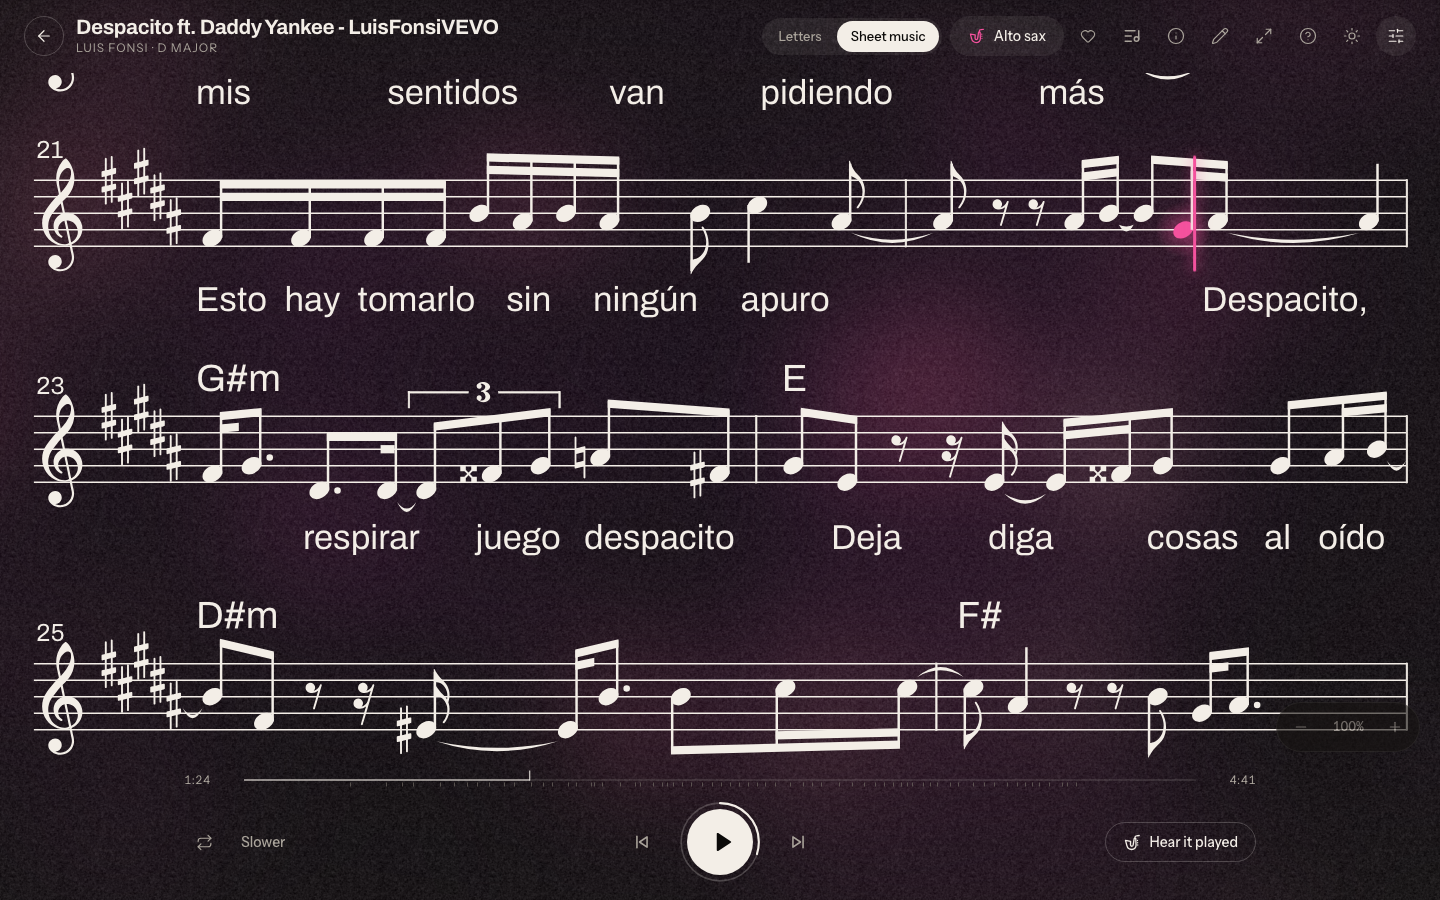 Despacito ft. Daddy Yankee - LuisFonsiVEVO
LUIS FONSI · D MAJOR
Letters Sheet music Alto sax
mis sentidos van pidiendo más
21
Esto hay tomarlo sin ningún apuro Despacito,
G#m E
23 3
respirar juego despacito Deja diga cosas al oído
D#m F#
25
100%
1:24 4:41
Slower Hear it played